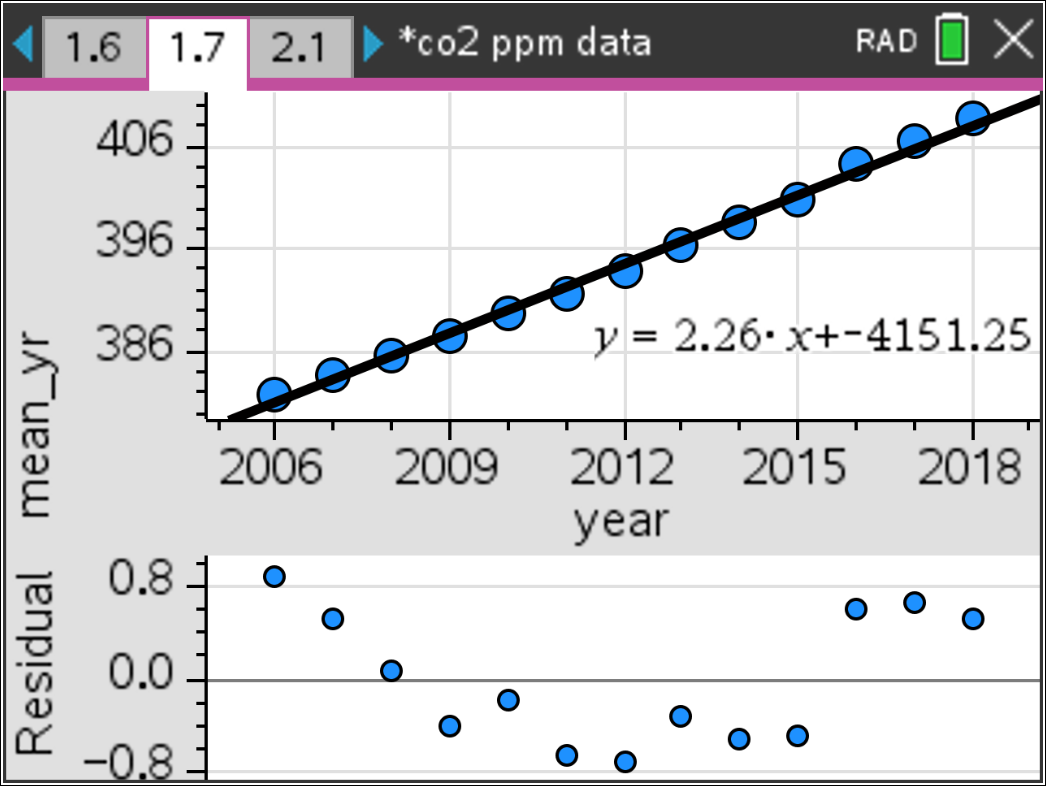 1.6 1.7 2.1 *co2 ppm data RAD
406
396
386
mean_yr
y = 2.26· x+-4151.25
2006 2009 2012 2015 2018
year
0.8
0.0
-0.8
Residual